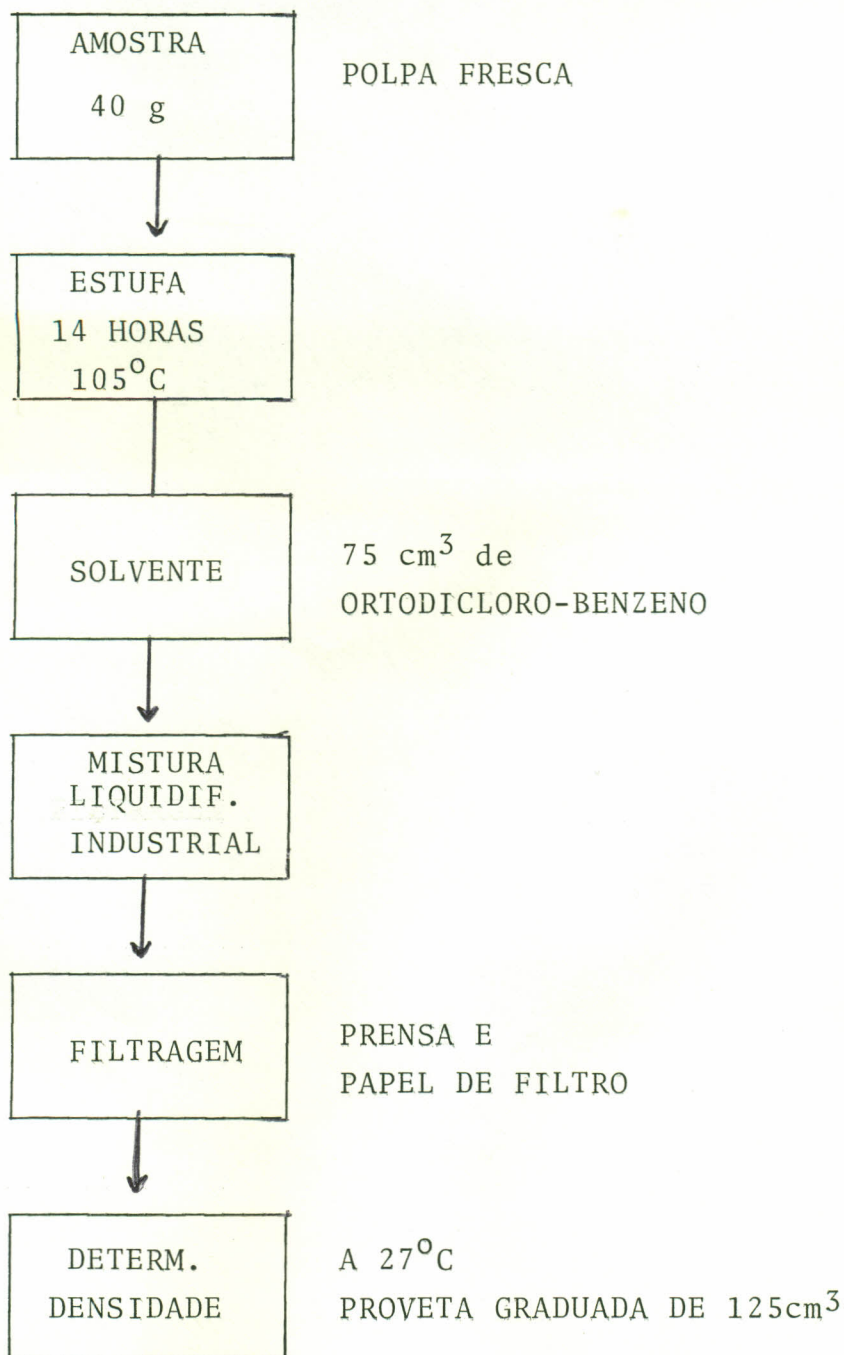 AMOSTRA
40 g
POLPA FRESCA
ESTUFA
14 HORAS
105°C
SOLVENTE
75 cm³ de
ORTODICLORO-BENZENO
MISTURA
LIQUIDIF.
INDUSTRIAL
FILTRAGEM
PRENSA E
PAPEL DE FILTRO
DETERM.
DENSIDADE
A 27°C
PROVETA GRADUADA DE 125cm³